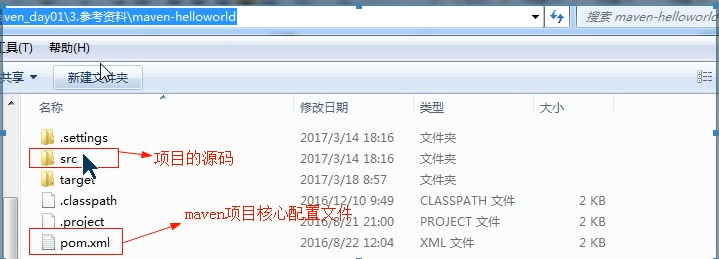 aven_day01\3.参考资料\maven-helloworld
搜索 maven-helloworld
工具(T) 帮助(H)
共享 新建文件夹
名称 修改日期 类型 大小
.settings 2017/3/14 18:16 文件夹
src 2017/3/14 18:16 文件夹
项目的源码
target 2017/3/18 8:57 文件夹
.classpath 2016/12/10 9:49 CLASSPATH 文件 2 KB
.project 2016/8/21 21:00 PROJECT 文件 2 KB
maven项目核心配置文件
pom.xml 2016/8/22 12:04 XML 文件 2 KB